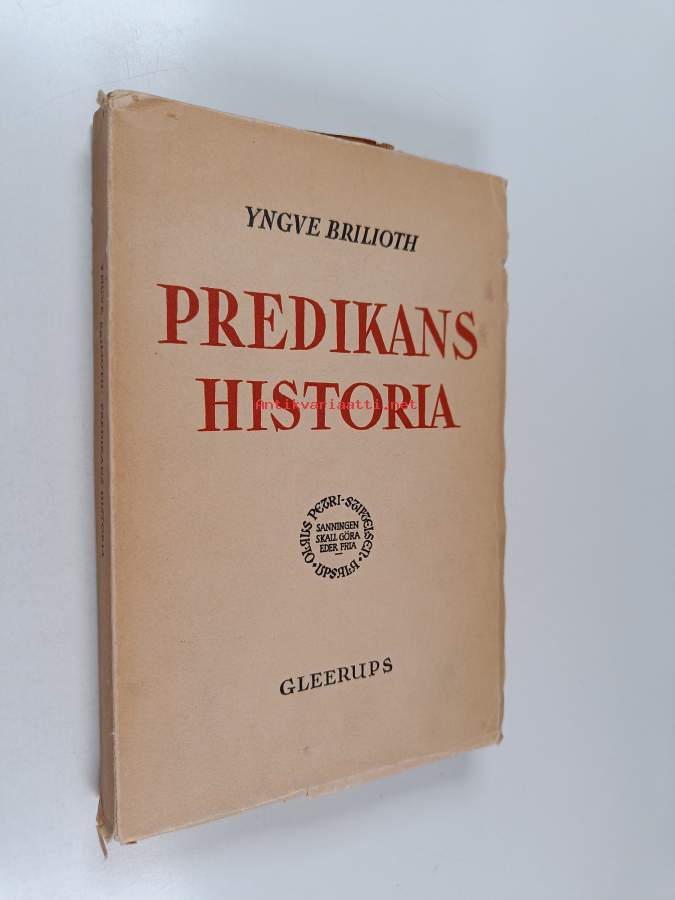 YNGVE BRILIOTH
PREDIKANS
HISTORIA
Antikvariaatti.net
OLAUS PETRI-STIFTELSEN • UPSALA •
SANNINGEN
SKALL GÖRA
EDER FRIA
GLEERUPS
YNGVE BRILIOTH: PREDIKANS HISTORIA